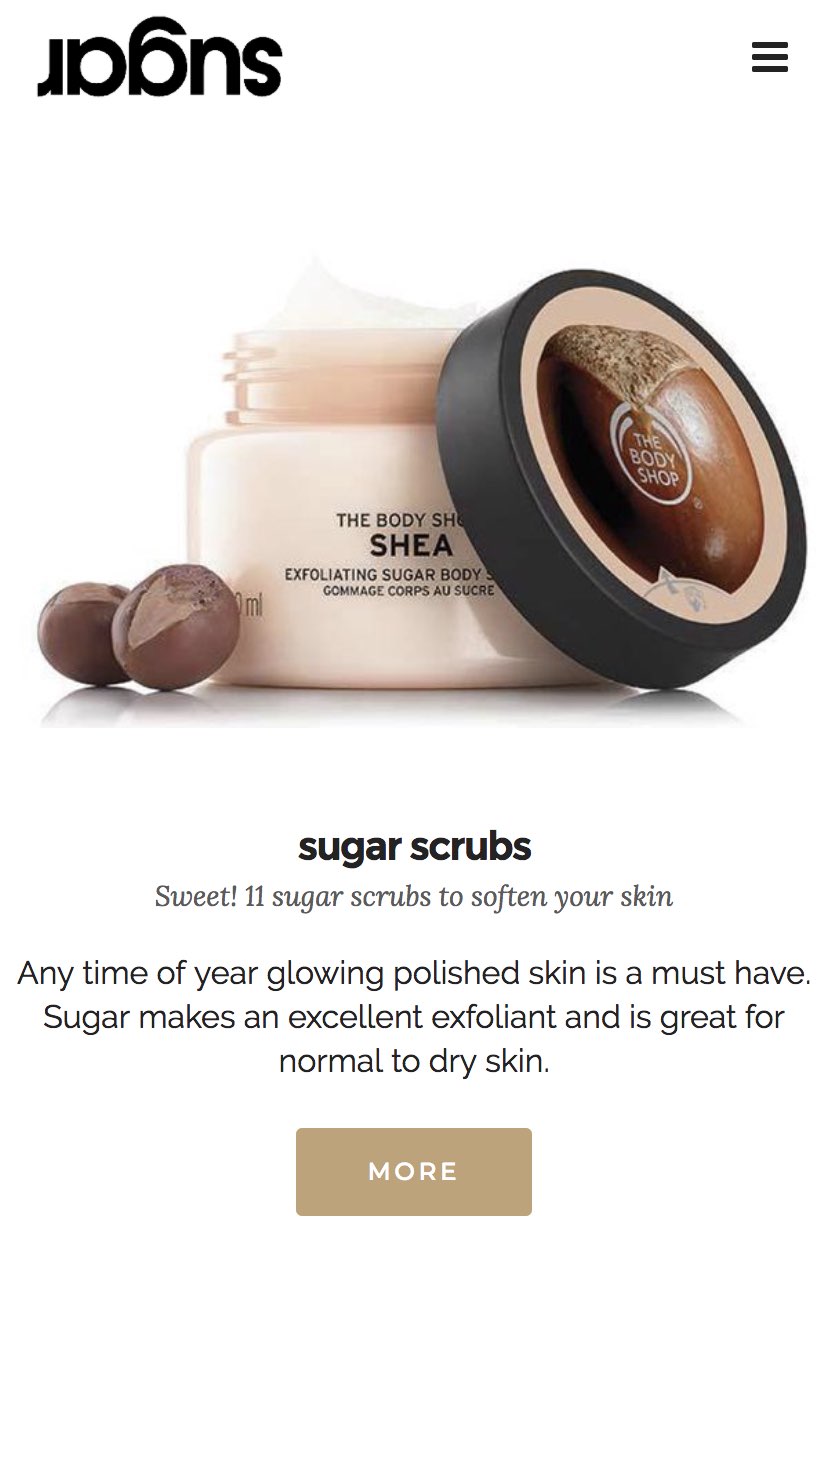 sugar
THE
BODY
SHOP
®
THE BODY SHO
SHEA
EXFOLIATING SUGAR BODY S
GOMMAGE CORPS AU SUCRE
ml
sugar scrubs
Sweet! 11 sugar scrubs to soften your skin
Any time of year glowing polished skin is a must have.
Sugar makes an excellent exfoliant and is great for
normal to dry skin.
MORE